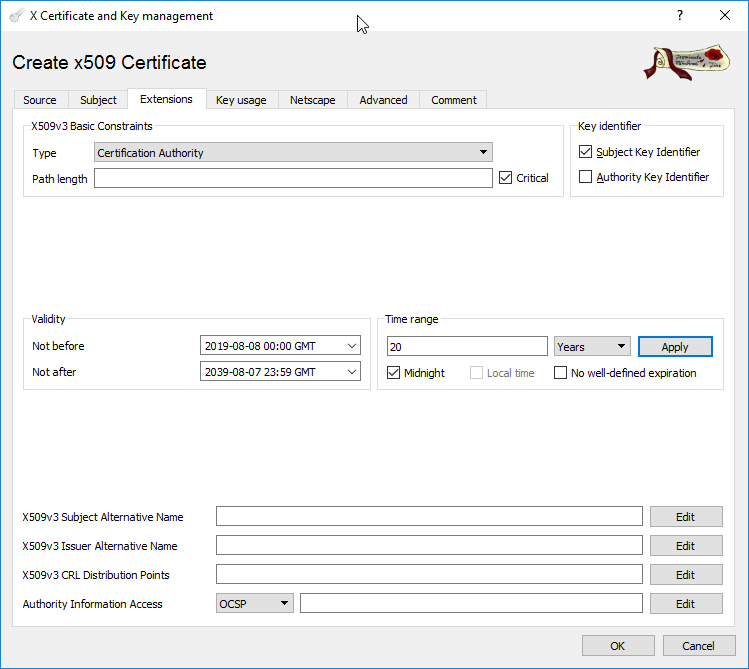 X Certificate and Key management
?
Create x509 Certificate
Source Subject Extensions Key usage Netscape Advanced Comment
X509v3 Basic Constraints
Type Certification Authority
Path length Critical
Key identifier
Subject Key Identifier
Authority Key Identifier
Validity
Not before 2019-08-08 00:00 GMT
Not after 2039-08-07 23:59 GMT
Time range
20 Years Apply
Midnight Local time No well-defined expiration
X509v3 Subject Alternative Name Edit
X509v3 Issuer Alternative Name Edit
X509v3 CRL Distribution Points Edit
Authority Information Access OCSP Edit
OK Cancel